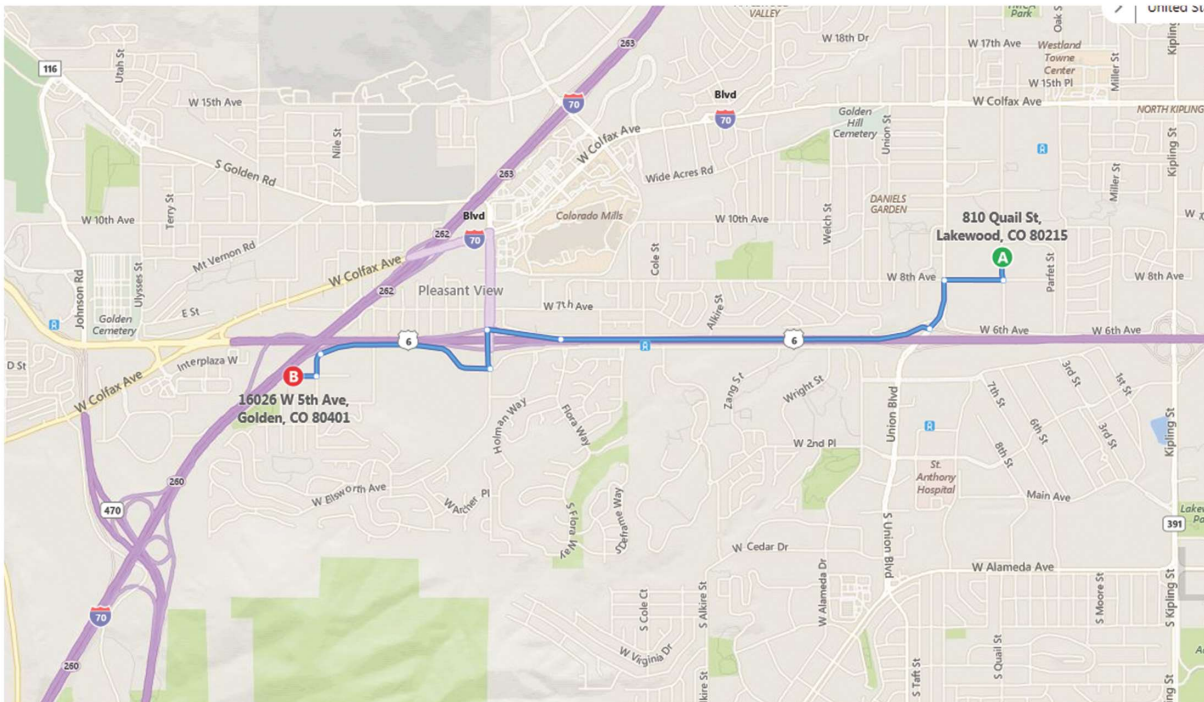 VALLEY
Park
Oak S
United St
Kipling
263
W 18th Dr
W 17th Ave
Westland
Towne
Center
Miller St
116
Utah St
W 15th Pl
W 15th Ave
70
Blvd
70
W Colfax Ave
NORTH KIPLING
Golden
Hill
Cemetery
Union St
Nile St
W Colfax Ave
Kipling St
S Golden Rd
263
Wide Acres Rd
Miller St
DANIELS
GARDEN
Terry St
W 10th Ave
Blvd
Colorado Mills
W 10th Ave
Welch St
810 Quail St,
Lakewood, CO 80215
A
262
70
Mt Vernon Rd
Cole St
W Colfax Ave
W 8th Ave
Parfet St
W 8th Ave
Johnson Rd
Ulysses St
262
Pleasant View
W 7th Ave
E St
Alkire St
Golden
Cemetery
6
6
W 6th Ave
W 6th Ave
D St
Interplaza W
B
16026 W 5th Ave,
Golden, CO 80401
W Colfax Ave
Zang St
Wright St
3rd St
1st St
7th St
Holman Way
Flora Way
Union Blvd
6th St
3rd St
Kipling St
W 2nd Pl
8th St
260
St.
Anthony
Hospital
W Ellsworth Ave
W Archer Pl
S Flora Way
S Deframe Way
Main Ave
470
391
Lake
W Cedar Dr
S Union Blvd
W Alameda Ave
70
S Cole Ct
S Alkire St
W Alameda Dr
S Moore St
S Kipling St
W Virginia Dr
S Taft St
S Quail St
260
kire St
ng St